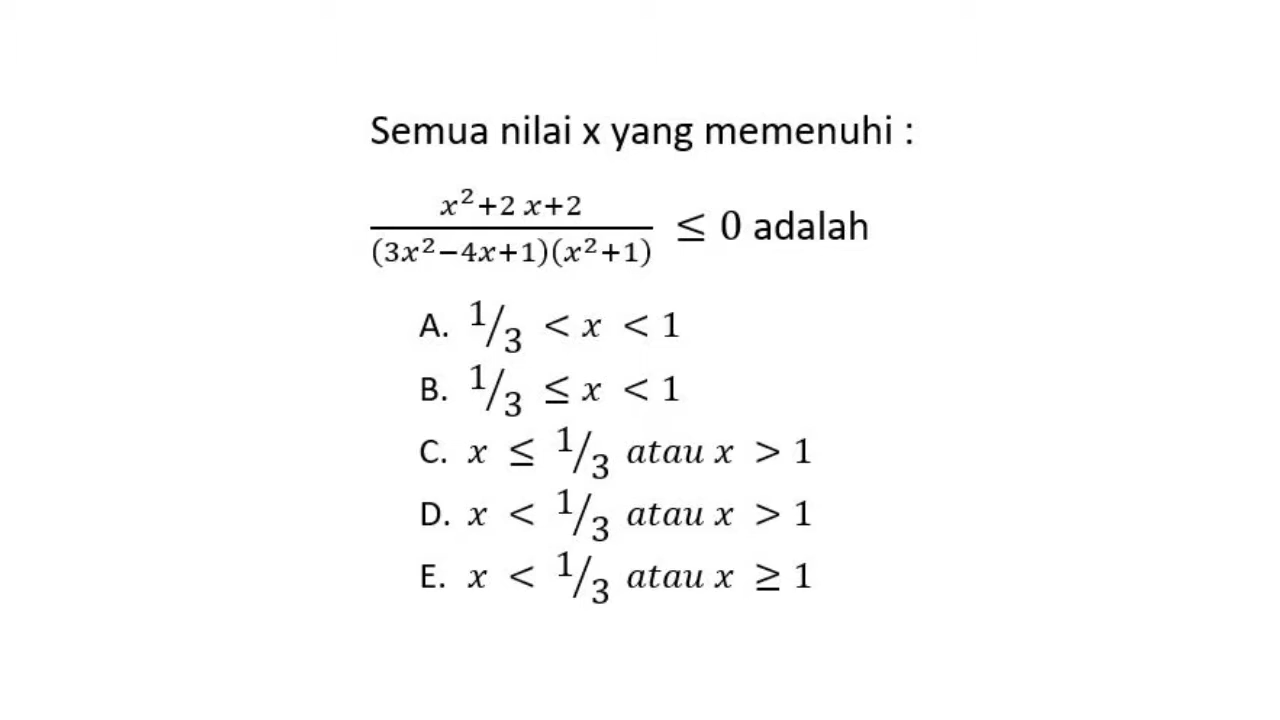 Semua nilai x yang memenuhi :
x²+2 x+2
(3x²−4x+1)(x²+1)
≤ 0 adalah
A. 1/3 < x < 1
B. 1/3 ≤ x < 1
C. x ≤ 1/3 atau x > 1
D. x < 1/3 atau x > 1
E. x < 1/3 atau x ≥ 1